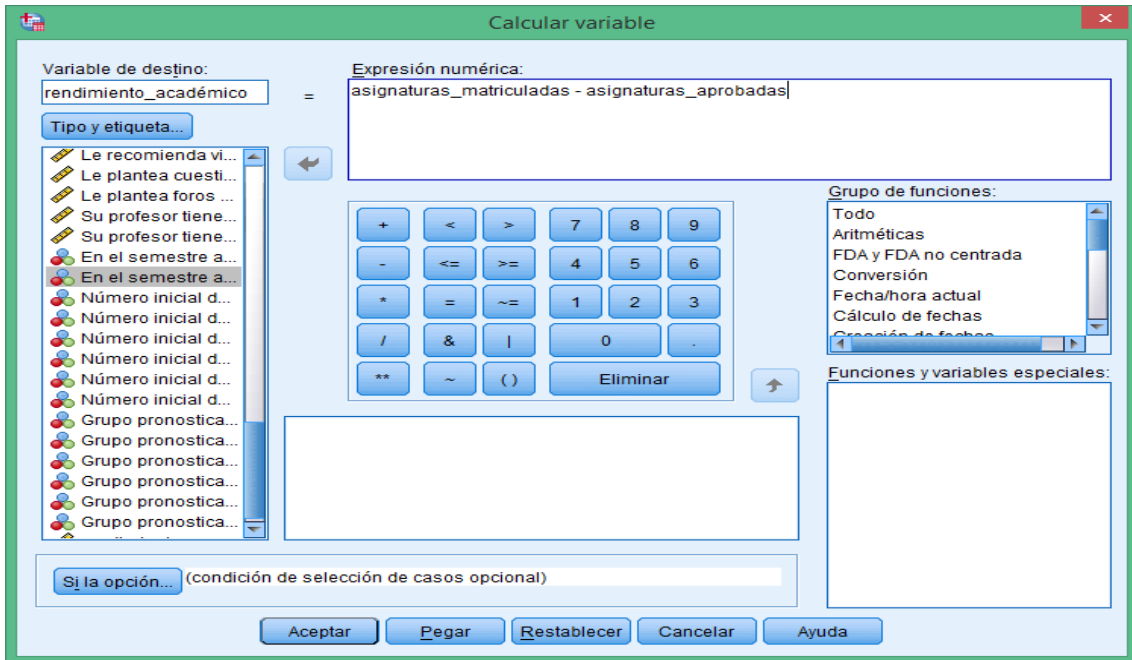 Calcular variable
Variable de destino:
rendimiento_académico
=
Expresión numérica:
asignaturas_matriculadas - asignaturas_aprobadas
Tipo y etiqueta...
Le recomienda vi...
Le plantea cuesti...
Le plantea foros ...
Su profesor tiene...
Su profesor tiene...
En el semestre a...
En el semestre a...
Número inicial d...
Número inicial d...
Número inicial d...
Número inicial d...
Número inicial d...
Número inicial d...
Grupo pronostica...
Grupo pronostica...
Grupo pronostica...
Grupo pronostica...
Grupo pronostica...
Grupo pronostica...
+ < > 7 8 9
- <= >= 4 5 6
* = ~= 1 2 3
/ & | 0 .
** ~ ( ) Eliminar
Grupo de funciones:
Todo
Aritméticas
FDA y FDA no centrada
Conversión
Fecha/hora actual
Cálculo de fechas
Creación de fechas
Funciones y variables especiales:
Si la opción... (condición de selección de casos opcional)
Aceptar Pegar Restablecer Cancelar Ayuda